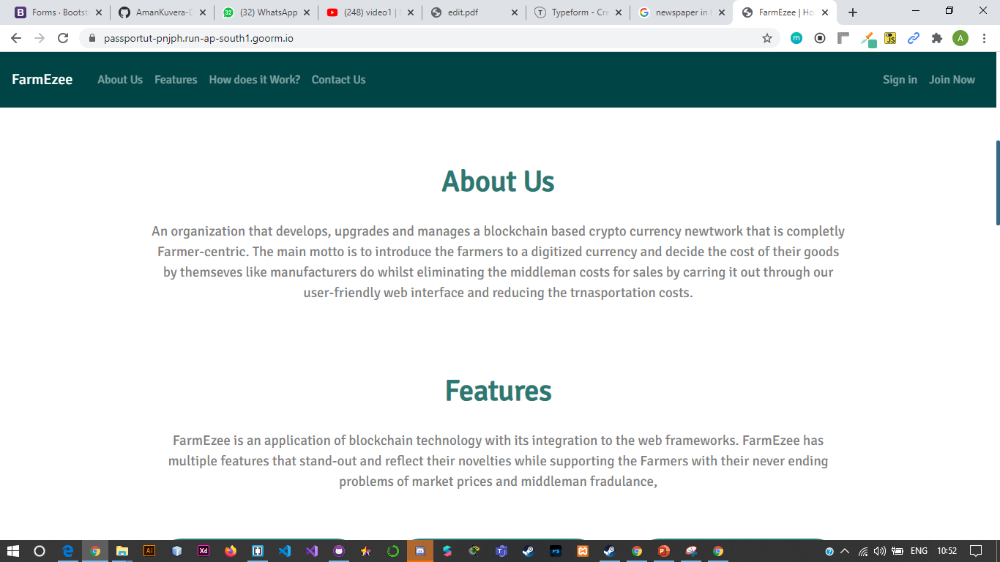 Forms · Bootst
AmanKuvera-D
(32) WhatsApp
(248) video1 |
edit.pdf
Typeform - Cre
newspaper in
FarmEzee | Ho
passportut-pnjph.run-ap-south1.goorm.io
FarmEzee About Us Features How does it Work? Contact Us Sign in Join Now
About Us
An organization that develops, upgrades and manages a blockchain based crypto currency newtwork that is completly
Farmer-centric. The main motto is to introduce the farmers to a digitized currency and decide the cost of their goods
by themseves like manufacturers do whilst eliminating the middleman costs for sales by carring it out through our
user-friendly web interface and reducing the trnasportation costs.
Features
FarmEzee is an application of blockchain technology with its integration to the web frameworks. FarmEzee has
multiple features that stand-out and reflect their novelties while supporting the Farmers with their never ending
problems of market prices and middleman fradulance,
ENG 10:52